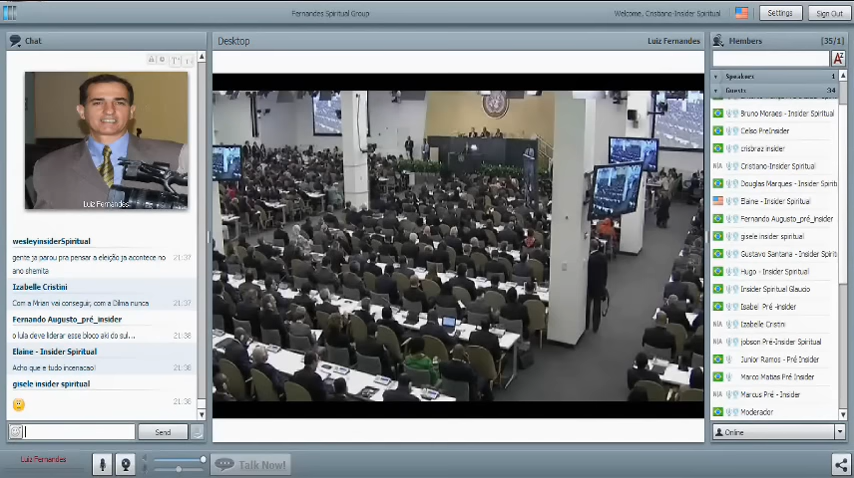 Fernandes Spiritual Group
Welcome, Cristiano-Insider Spiritual
Settings
Sign Out
Chat
Luiz Fernandes
wesleyinsiderSpiritual
gente ja parou pra pensar a eleição ja acontece no
ano shemita
21:37
Izabelle Cristini
Com a Mrian vai conseguir, com a Dilma nunca
21:37
Fernando Augusto_pré_insider
o lula deve liderar esse bloco aki do sul...
21:38
Elaine - Insider Spiritual
Acho que e tudo incenacao!
21:38
gisele insider spiritual
21:38
Send
Desktop
Luiz Fernandes
Members
(35/1)
Speakers
1
Guests
34
Bruno Moraes - Insider Spiritual
Celso PreInsider
crisbraz insider
N/A Cristiano-Insider Spiritual
Douglas Marques - Insider Spirit
Elaine - Insider Spiritual
Fernando Augusto_pré_insider
gisele insider spiritual
Gustavo Santana - Insider Spirit
Hugo - Insider Spiritual
Insider Spiritual Glaucio
Isabel Pré -insider
N/A Izabelle Cristini
N/A jobson Pré-Insider Spiritual
Junior Ramos - Pré Insider
Marco Matias Pré Insider
N/A Marcus Pré - Insider
Moderador
Online
Luiz Fernandes
Talk Now!